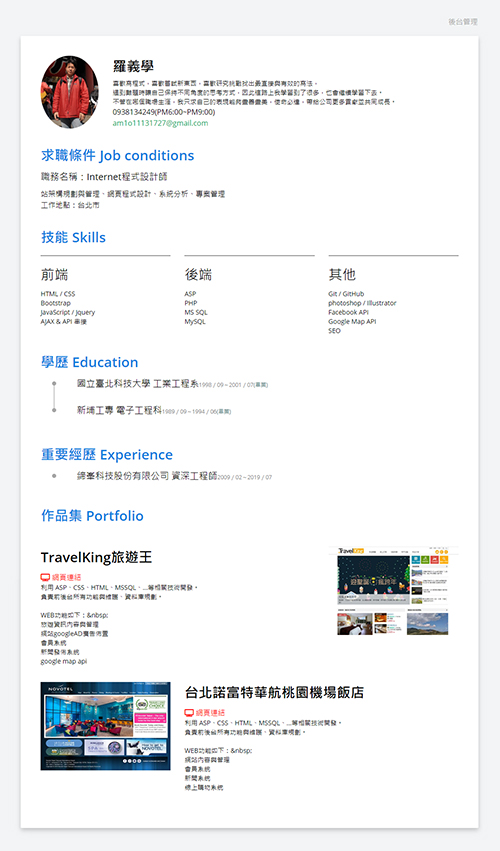 後台管理
羅義學
喜歡寫程式，喜歡嘗試新東西，喜歡研究挑戰找出最直接與有效的寫法。
遇到難題時讓自己保持不同角度的思考方式，因此這路上我學習到了很多，也會繼續學習下去。
不管在哪個職場生涯，我只求自己的表現能夠盡善盡美，使命必達，帶給公司更多貢獻並共同成長。
0938134249(PM6:00~PM9:00)
am1o11131727@gmail.com
求職條件 Job conditions
職務名稱：Internet程式設計師
站架構規劃與管理、網頁程式設計、系統分析、專案管理
工作地點：台北市
技能 Skills
前端
HTML / CSS
Bootstrap
JavaScript / Jquery
AJAX & API 串接
後端
ASP
PHP
MS SQL
MySQL
其他
Git / GitHub
photoshop / Illustrator
Facebook API
Google Map API
SEO
學歷 Education
國立臺北科技大學 工業工程系1998 / 09 ~ 2001 / 07(畢業)
新埔工專 電子工程科1989 / 09 ~ 1994 / 06(畢業)
重要經歷 Experience
錦峯科技股份有限公司 資深工程師2009 / 02 ~ 2019 / 07
作品集 Portfolio
TravelKing旅遊王
網頁連結
利用 ASP、CSS、HTML、MSSQL、...等相關技術開發。
負責前後台所有功能與維護、資料庫規劃。
WEB功能如下：&nbsp;
旅遊資訊內容與管理
網站googleAD廣告佈置
會員系統
新聞發佈系統
google map api
TravelKing
NOVOTEL
台北諾富特華航桃園機場飯店
網頁連結
利用 ASP、CSS、HTML、MSSQL、...等相關技術開發。
負責前後台所有功能與維護、資料庫規劃。
WEB功能如下：&nbsp;
網站內容與管理
會員系統
新聞系統
線上購物系統